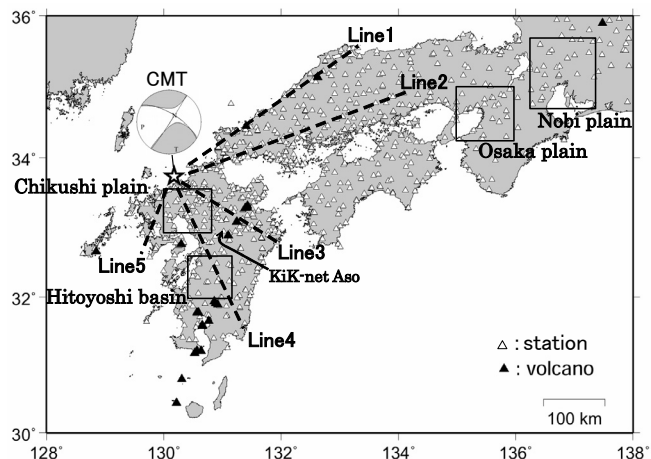 36°
Line1
CMT
Line2
P
T
Nobi plain
Osaka plain
34°
Chikushi plain
Line3
Line5
KiK-net Aso
Hitoyoshi basin
32°
Line4
△ : station
▲ : volcano
100 km
30°
128° 130° 132° 134° 136° 138°